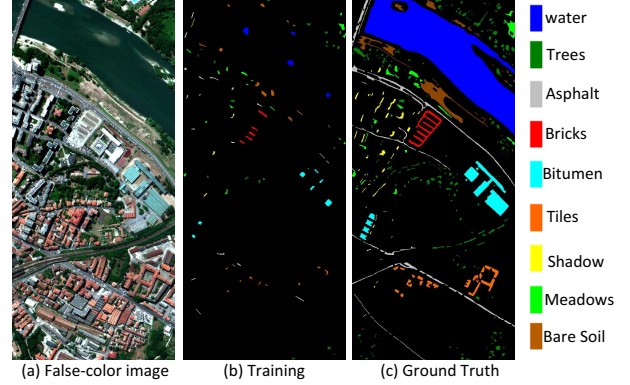 water
Trees
Asphalt
Bricks
Bitumen
Tiles
Shadow
Meadows
Bare Soil
(a) False-color image (b) Training (c) Ground Truth